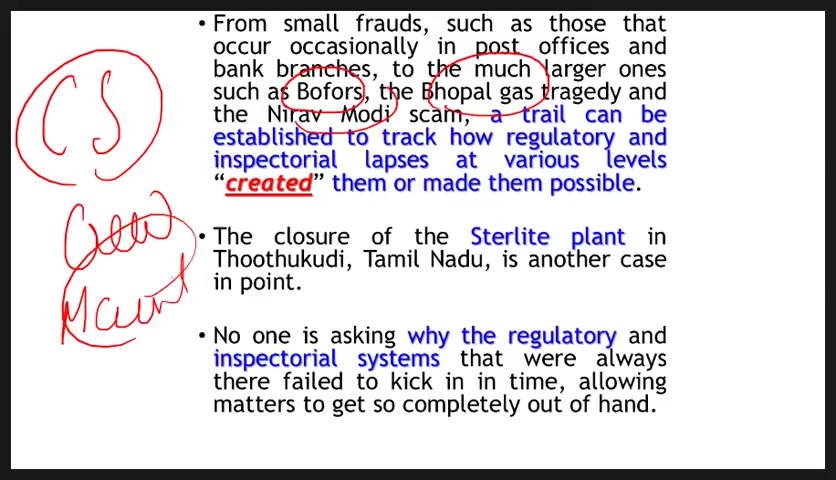 • From small frauds, such as those that
occur occasionally in post offices and
bank branches, to the much larger ones
such as Bofors, the Bhopal gas tragedy and
the Nirav Modi scam, a trail can be
established to track how regulatory and
inspectorial lapses at various levels
“created” them or made them possible.
• The closure of the Sterlite plant in
Thoothukudi, Tamil Nadu, is another case
in point.
• No one is asking why the regulatory and
inspectorial systems that were always
there failed to kick in in time, allowing
matters to get so completely out of hand.
CS